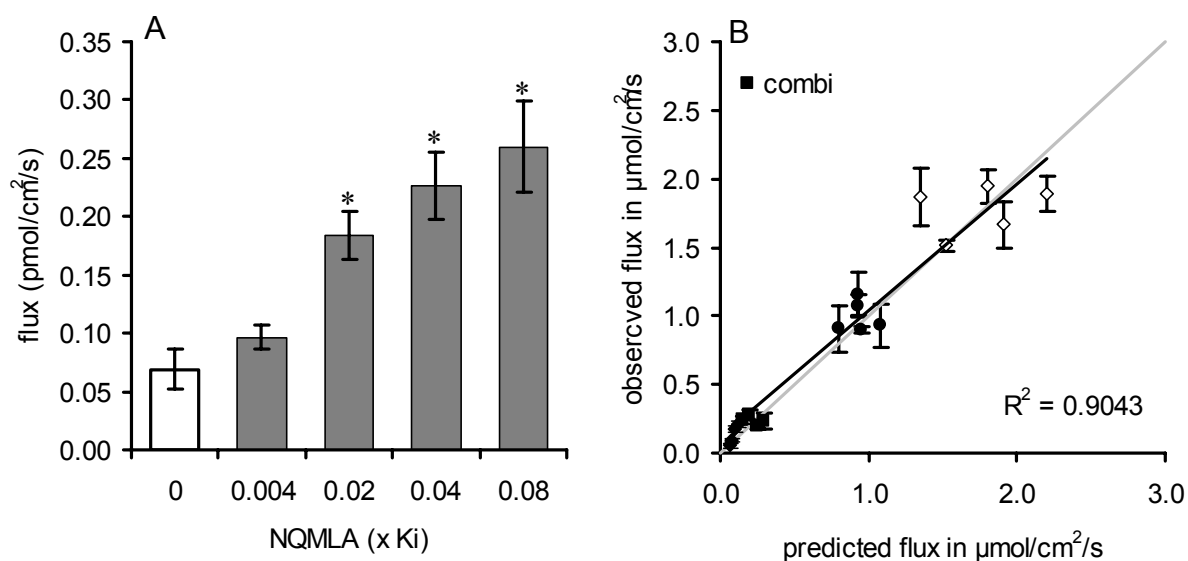 A
flux (pmol/cm²/s)
0.35
0.30
0.25
0.20
0.15
0.10
0.05
0.00
* * * *
0 0.004 0.02 0.04 0.08
NQMLA (x Ki)
B
obsercved flux in µmol/cm²/s
3.0
2.5
2.0
1.5
1.0
0.5
0.0
combi
R² = 0.9043
0.0 1.0 2.0 3.0
predicted flux in µmol/cm²/s